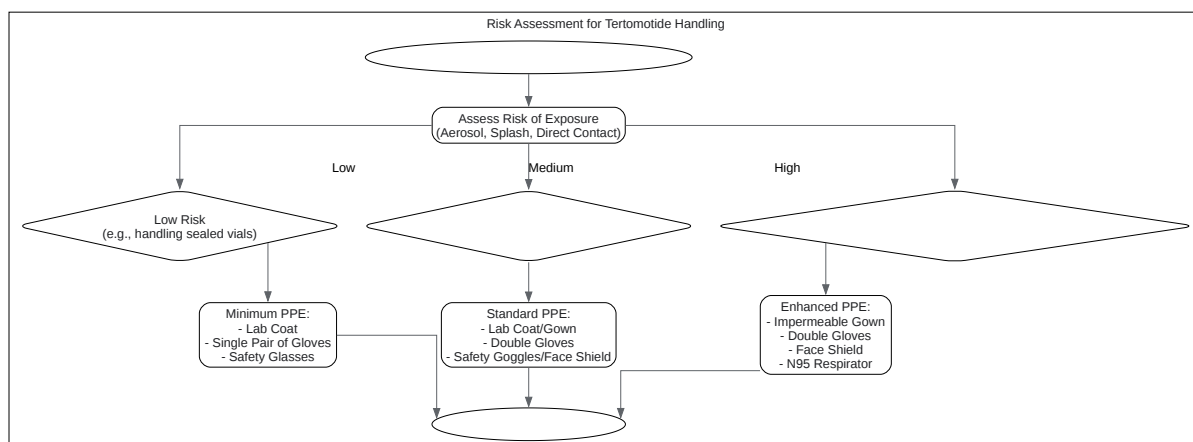 Risk Assessment for Tertomotide Handling
Assess Risk of Exposure
(Aerosol, Splash, Direct Contact)
Low
Medium
High
Low Risk
(e.g., handling sealed vials)
Minimum PPE:
- Lab Coat
- Single Pair of Gloves
- Safety Glasses
Standard PPE:
- Lab Coat/Gown
- Double Gloves
- Safety Goggles/Face Shield
Enhanced PPE:
- Impermeable Gown
- Double Gloves
- Face Shield
- N95 Respirator